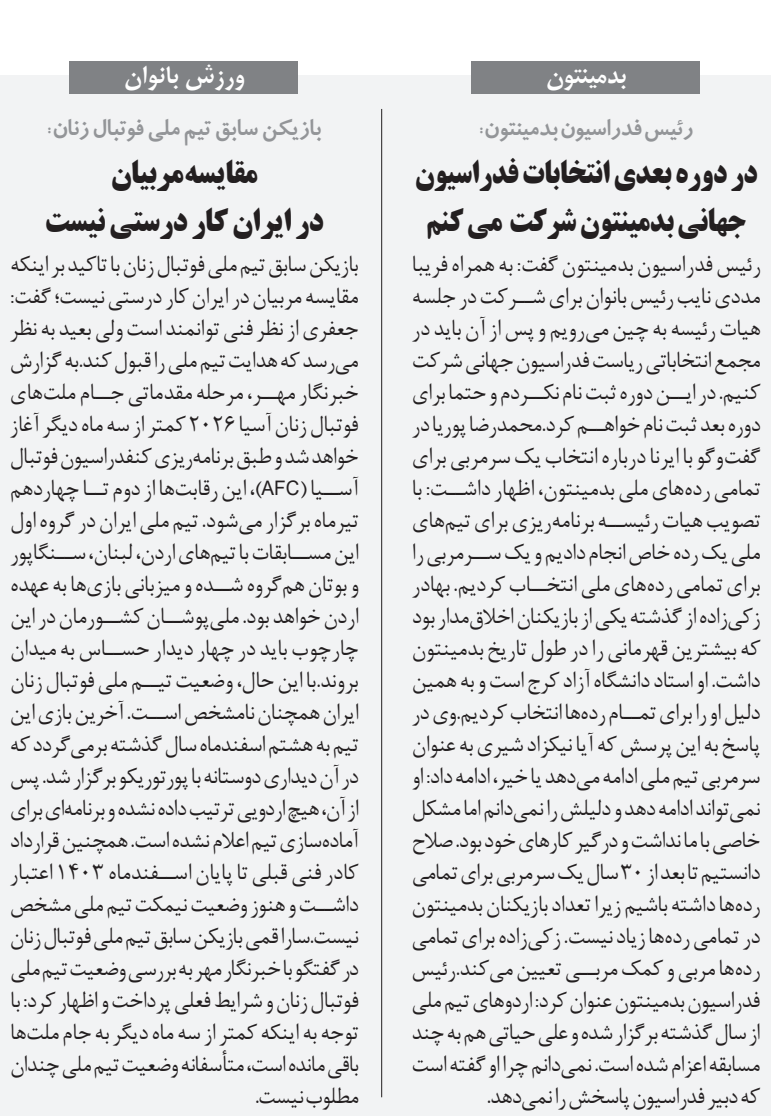 بدمینتون
رئیس فدراسیون بدمینتون:
در دوره بعدی انتخابات فدراسیون
جهانی بدمینتون شرکت می کنم
رئیس فدراسیون بدمینتون گفت: به همراه فریبا
مددی نایب رئیس بانوان برای شرکت در جلسه
هیات رئیسه به چین می‌رویم و پس از آن باید در
مجمع انتخاباتی ریاست فدراسیون جهانی شرکت
کنیم. در این دوره ثبت نام نکردم و حتما برای
دوره بعد ثبت نام خواهم کرد.محمدرضا پوریا در
گفت‌وگو با ایرنا درباره انتخاب یک سرمربی برای
تمامی رده‌های ملی بدمینتون، اظهار داشت: با
تصویب هیات رئیسه برنامه‌ریزی برای تیم‌های
ملی یک رده خاص انجام دادیم و یک سرمربی را
برای تمامی رده‌های ملی انتخاب کردیم. بهادر
زکی‌زاده از گذشته یکی از بازیکنان اخلاق‌مدار بود
که بیشترین قهرمانی را در طول تاریخ بدمینتون
داشت. او استاد دانشگاه آزاد کرج است و به همین
دلیل او را برای تمام رده‌ها انتخاب کردیم.وی در
پاسخ به این پرسش که آیا نیکزاد شیری به عنوان
سرمربی تیم ملی ادامه می‌دهد یا خیر، ادامه داد: او
نمی‌تواند ادامه دهد و دلیلش را نمی‌دانم اما مشکل
خاصی با ما نداشت و درگیر کارهای خود بود. صلاح
دانستیم تا بعد از ۳۰ سال یک سرمربی برای تمامی
رده‌ها داشته باشیم زیرا تعداد بازیکنان بدمینتون
در تمامی رده‌ها زیاد نیست. زکی‌زاده برای تمامی
رده‌ها مربی و کمک مربی تعیین می‌کند.رئیس
فدراسیون بدمینتون عنوان کرد: اردوهای تیم ملی
از سال گذشته برگزار شده و علی حیاتی هم به چند
مسابقه اعزام شده است. نمی‌دانم چرا او گفته است
که دبیر فدراسیون پاسخش را نمی‌دهد.
ورزش بانوان
بازیکن سابق تیم ملی فوتبال زنان:
مقایسه مربیان
در ایران کار درستی نیست
بازیکن سابق تیم ملی فوتبال زنان با تاکید بر اینکه
مقایسه مربیان در ایران کار درستی نیست؛ گفت:
جعفری از نظر فنی توانمند است ولی بعید به نظر
می‌رسد که هدایت تیم ملی را قبول کند.به گزارش
خبرنگار مهر، مرحله مقدماتی جام ملت‌های
فوتبال زنان آسیا ۲۰۲۶ کمتر از سه ماه دیگر آغاز
خواهد شد و طبق برنامه‌ریزی کنفدراسیون فوتبال
آسیا (AFC)، این رقابت‌ها از دوم تا چهاردهم
تیرماه برگزار می‌شود. تیم ملی ایران در گروه اول
این مسابقات با تیم‌های اردن، لبنان، سنگاپور
و بوتان هم‌گروه شده و میزبانی بازی‌ها به عهده
اردن خواهد بود. ملی‌پوشان کشورمان در این
چارچوب باید در چهار دیدار حساس به میدان
بروند.با این حال، وضعیت تیم ملی فوتبال زنان
ایران همچنان نامشخص است. آخرین بازی این
تیم به هشتم اسفندماه سال گذشته برمی‌گردد که
در آن دیداری دوستانه با پورتوریکو برگزار شد. پس
از آن، هیچ اردویی ترتیب داده نشده و برنامه‌ای برای
آماده‌سازی تیم اعلام نشده است. همچنین قرارداد
کادر فنی قبلی تا پایان اسفندماه ۱۴۰۳ اعتبار
داشت و هنوز وضعیت نیمکت تیم ملی مشخص
نیست.سارا قمی بازیکن سابق تیم ملی فوتبال زنان
در گفتگو با خبرنگار مهر به بررسی وضعیت تیم ملی
فوتبال زنان و شرایط فعلی پرداخت و اظهار کرد: با
توجه به اینکه کمتر از سه ماه دیگر به جام ملت‌ها
باقی مانده است، متأسفانه وضعیت تیم ملی چندان
مطلوب نیست.